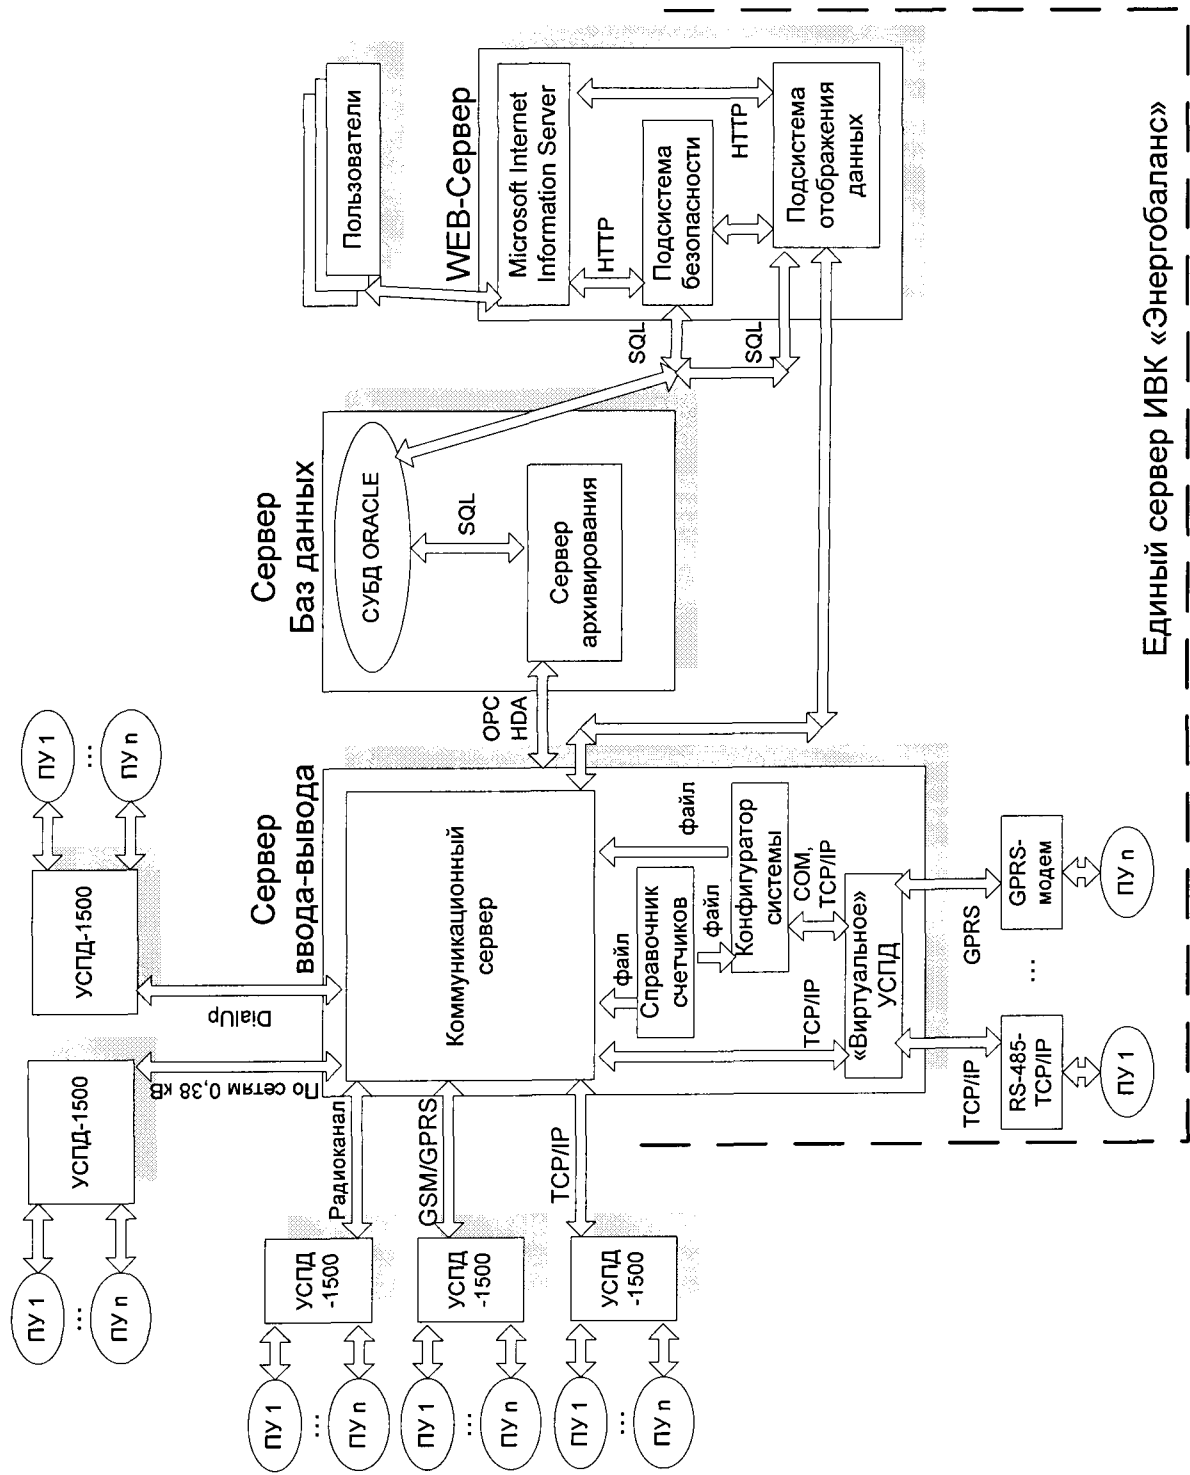 ПУ 1
...
ПУ n
УСПД-1500
По сетям 0,38 кВ
ПУ 1
...
ПУ n
УСПД-1500
DialUp
Пользователи
ПУ 1
...
ПУ n
УСПД
-1500
Радиоканал
ПУ 1
...
ПУ n
УСПД
-1500
GSM/GPRS
ПУ 1
...
ПУ n
УСПД
-1500
TCP/IP
Сервер
ввода-вывода
Коммуникационный
сервер
файл
Справочник
счетчиков
файл
файл
Конфигуратор
системы
COM,
TCP/IP
TCP/IP
«Виртуальное»
УСПД
TCP/IP
RS-485-
TCP/IP
ПУ 1
...
GPRS
GPRS-
модем
ПУ n
OPC
HDA
Сервер
Баз данных
СУБД ORACLE
SQL
Сервер
архивирования
SQL
SQL
WEB-Сервер
Microsoft Internet
Information Server
HTTP
Подсистема
безопасности
HTTP
Подсистема
отображения
данных
Единый сервер ИВК «Энергобаланс»